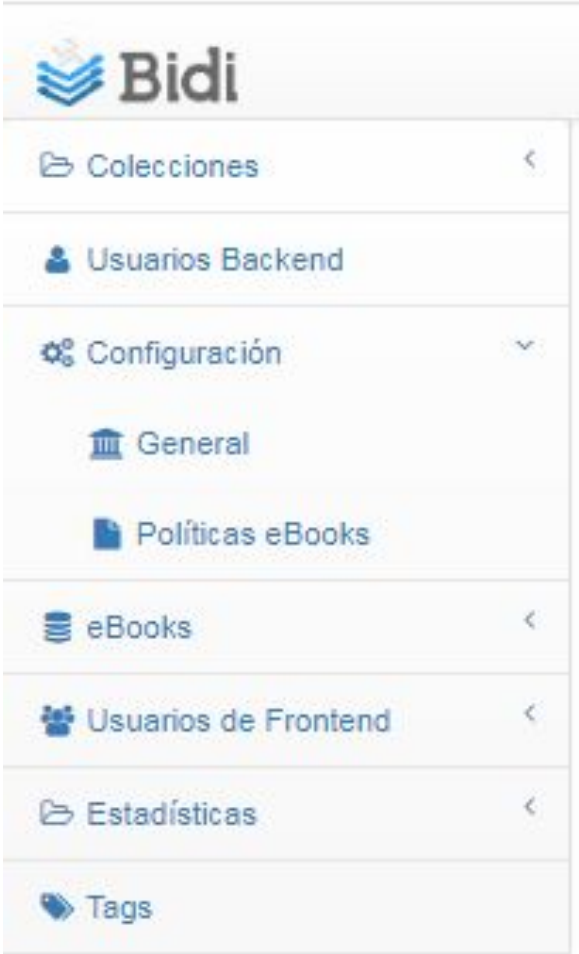 Bidi
Colecciones
Usuarios Backend
Configuración
General
Políticas eBooks
eBooks
Usuarios de Frontend
Estadísticas
Tags